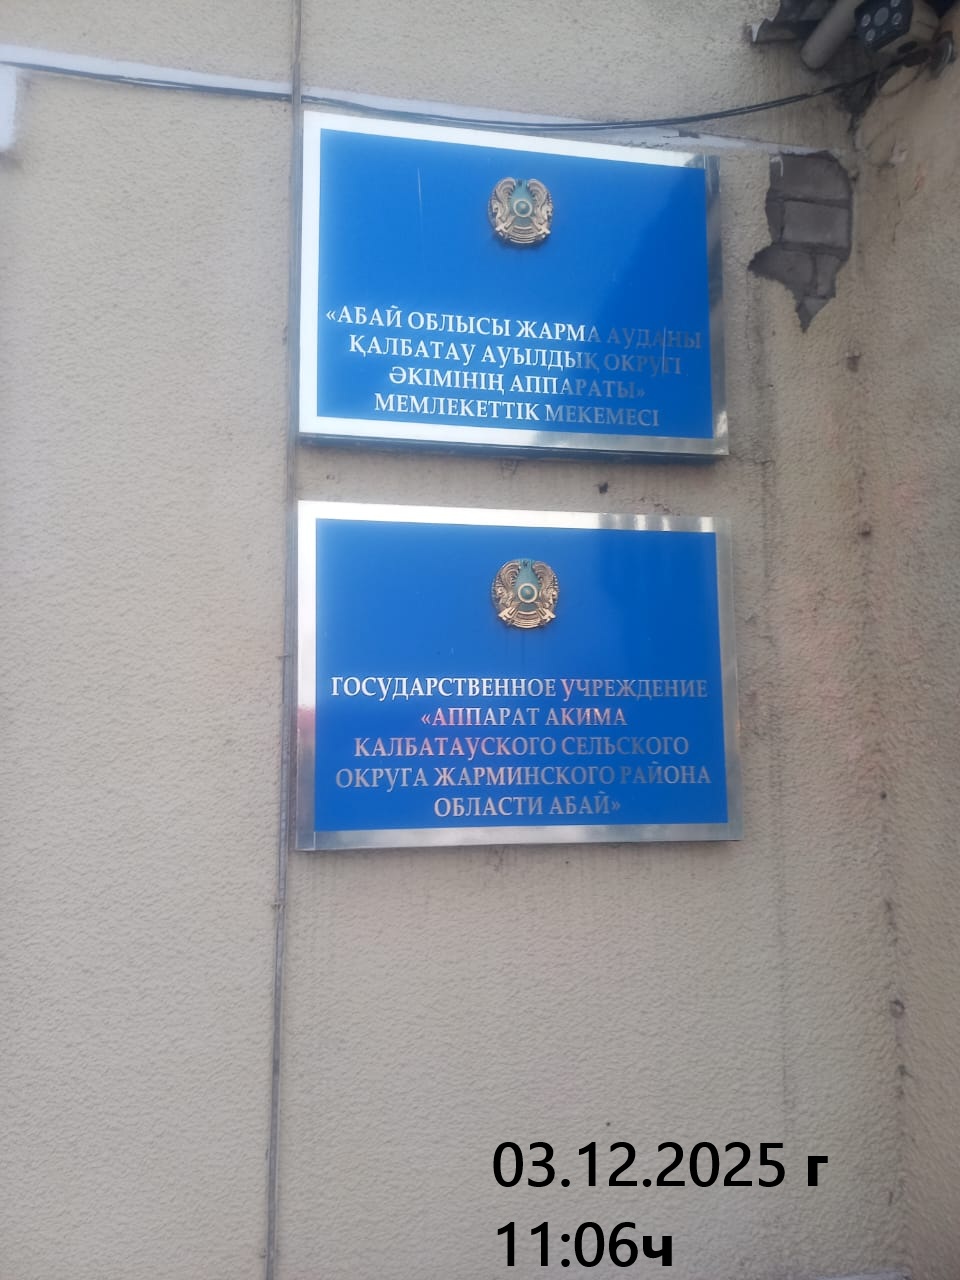 «АБАЙ ОБЛЫСЫ ЖАРМА АУДАНЫ
ҚАЛБАТАУ АУЫЛДЫҚ ОКРУГІ
ӘКІМІНІҢ АППАРАТЫ»
МЕМЛЕКЕТТІК МЕКЕМЕСІ
ГОСУДАРСТВЕННОЕ УЧРЕЖДЕНИЕ
«АППАРАТ АКИМА
КАЛБАТАУСКОГО СЕЛЬСКОГО
ОКРУГА ЖАРМИНСКОГО РАЙОНА
ОБЛАСТИ АБАЙ»
03.12.2025 г
11:06ч